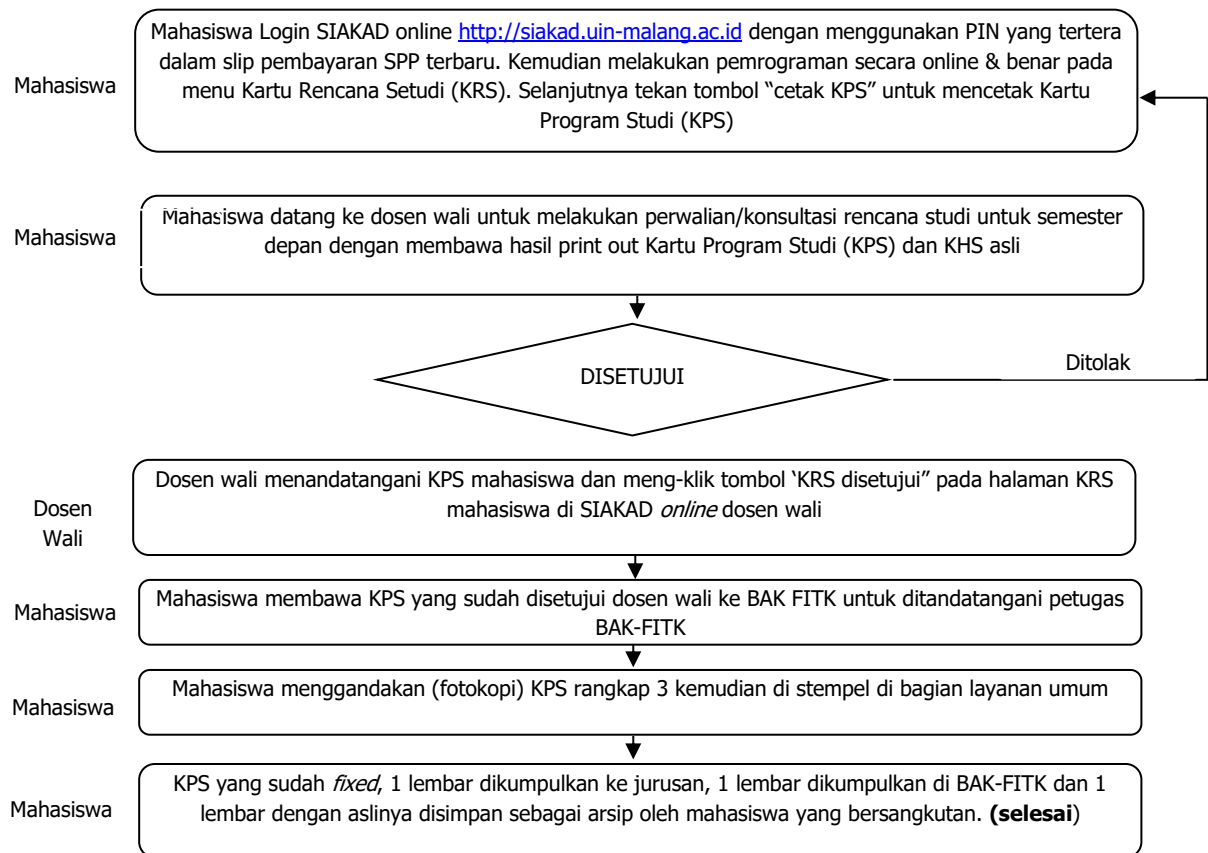 Mahasiswa Login SIAKAD online http://siakad.uin-malang.ac.id dengan menggunakan PIN yang tertera
dalam slip pembayaran SPP terbaru. Kemudian melakukan pemrograman secara online & benar pada
Mahasiswa
menu Kartu Rencana Setudi (KRS). Selanjutnya tekan tombol “cetak KPS” untuk mencetak Kartu
Program Studi (KPS)
Mahasiswa
Mahasiswa datang ke dosen wali untuk melakukan perwalian/konsultasi rencana studi untuk semester
depan dengan membawa hasil print out Kartu Program Studi (KPS) dan KHS asli
DISETUJUI
Ditolak
Dosen
Wali
Dosen wali menandatangani KPS mahasiswa dan meng-klik tombol ‘KRS disetujui” pada halaman KRS
mahasiswa di SIAKAD online dosen wali
Mahasiswa
Mahasiswa membawa KPS yang sudah disetujui dosen wali ke BAK FITK untuk ditandatangani petugas
BAK-FITK
Mahasiswa
Mahasiswa menggandakan (fotokopi) KPS rangkap 3 kemudian di stempel di bagian layanan umum
Mahasiswa
KPS yang sudah fixed, 1 lembar dikumpulkan ke jurusan, 1 lembar dikumpulkan di BAK-FITK dan 1
lembar dengan aslinya disimpan sebagai arsip oleh mahasiswa yang bersangkutan. (selesai)